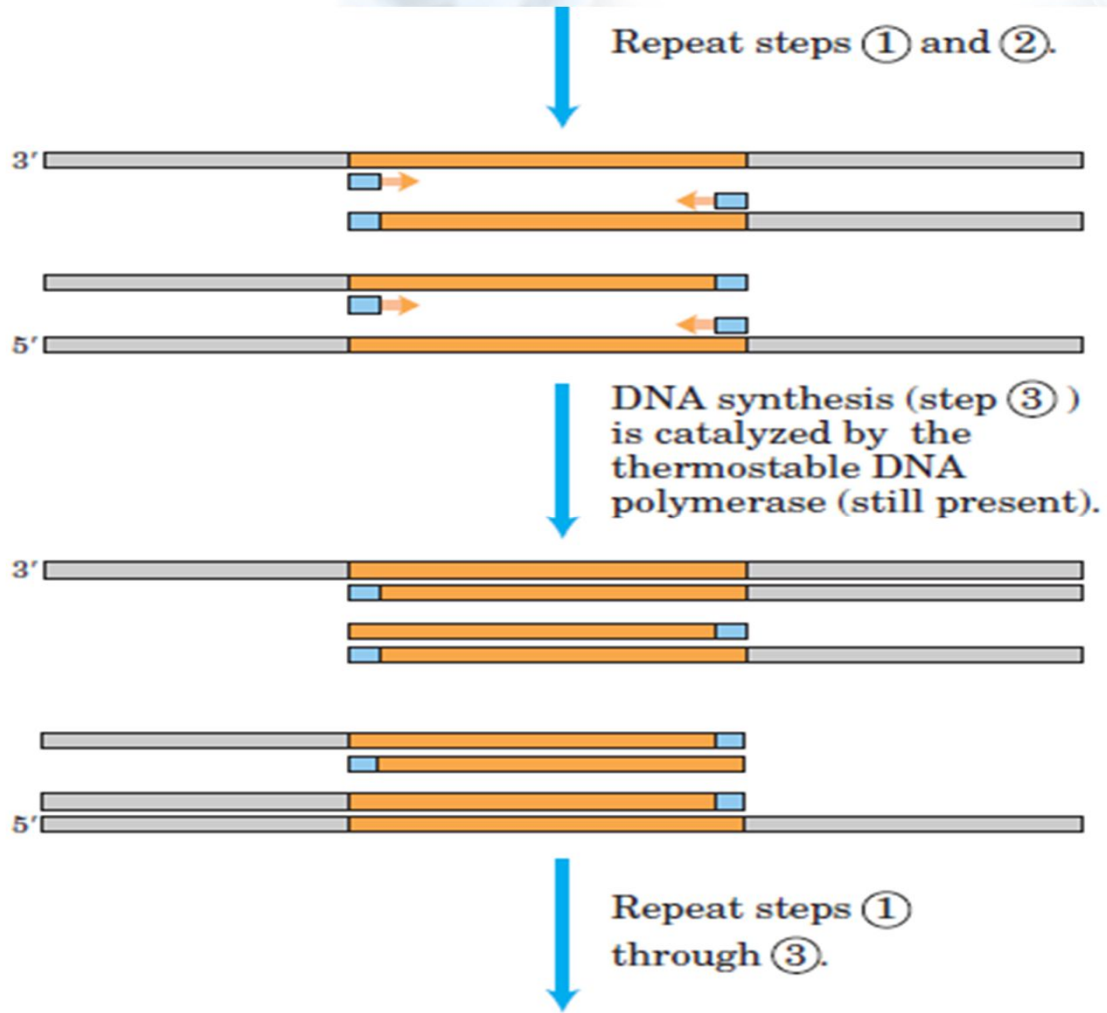 Repeat steps ① and ②.
3′
5′
DNA synthesis (step ③ )
is catalyzed by the
thermostable DNA
polymerase (still present).
3′
5′
Repeat steps ①
through ③.